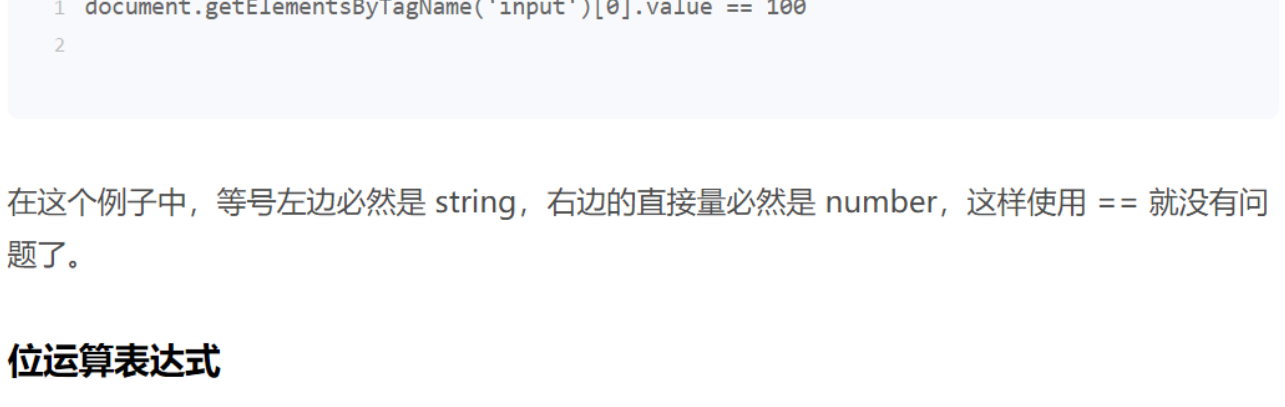 1 document.getElementsByTagName('input')[0].value == 100
2
在这个例子中，等号左边必然是 string，右边的直接量必然是 number，这样使用 == 就没有问
题了。
位运算表达式